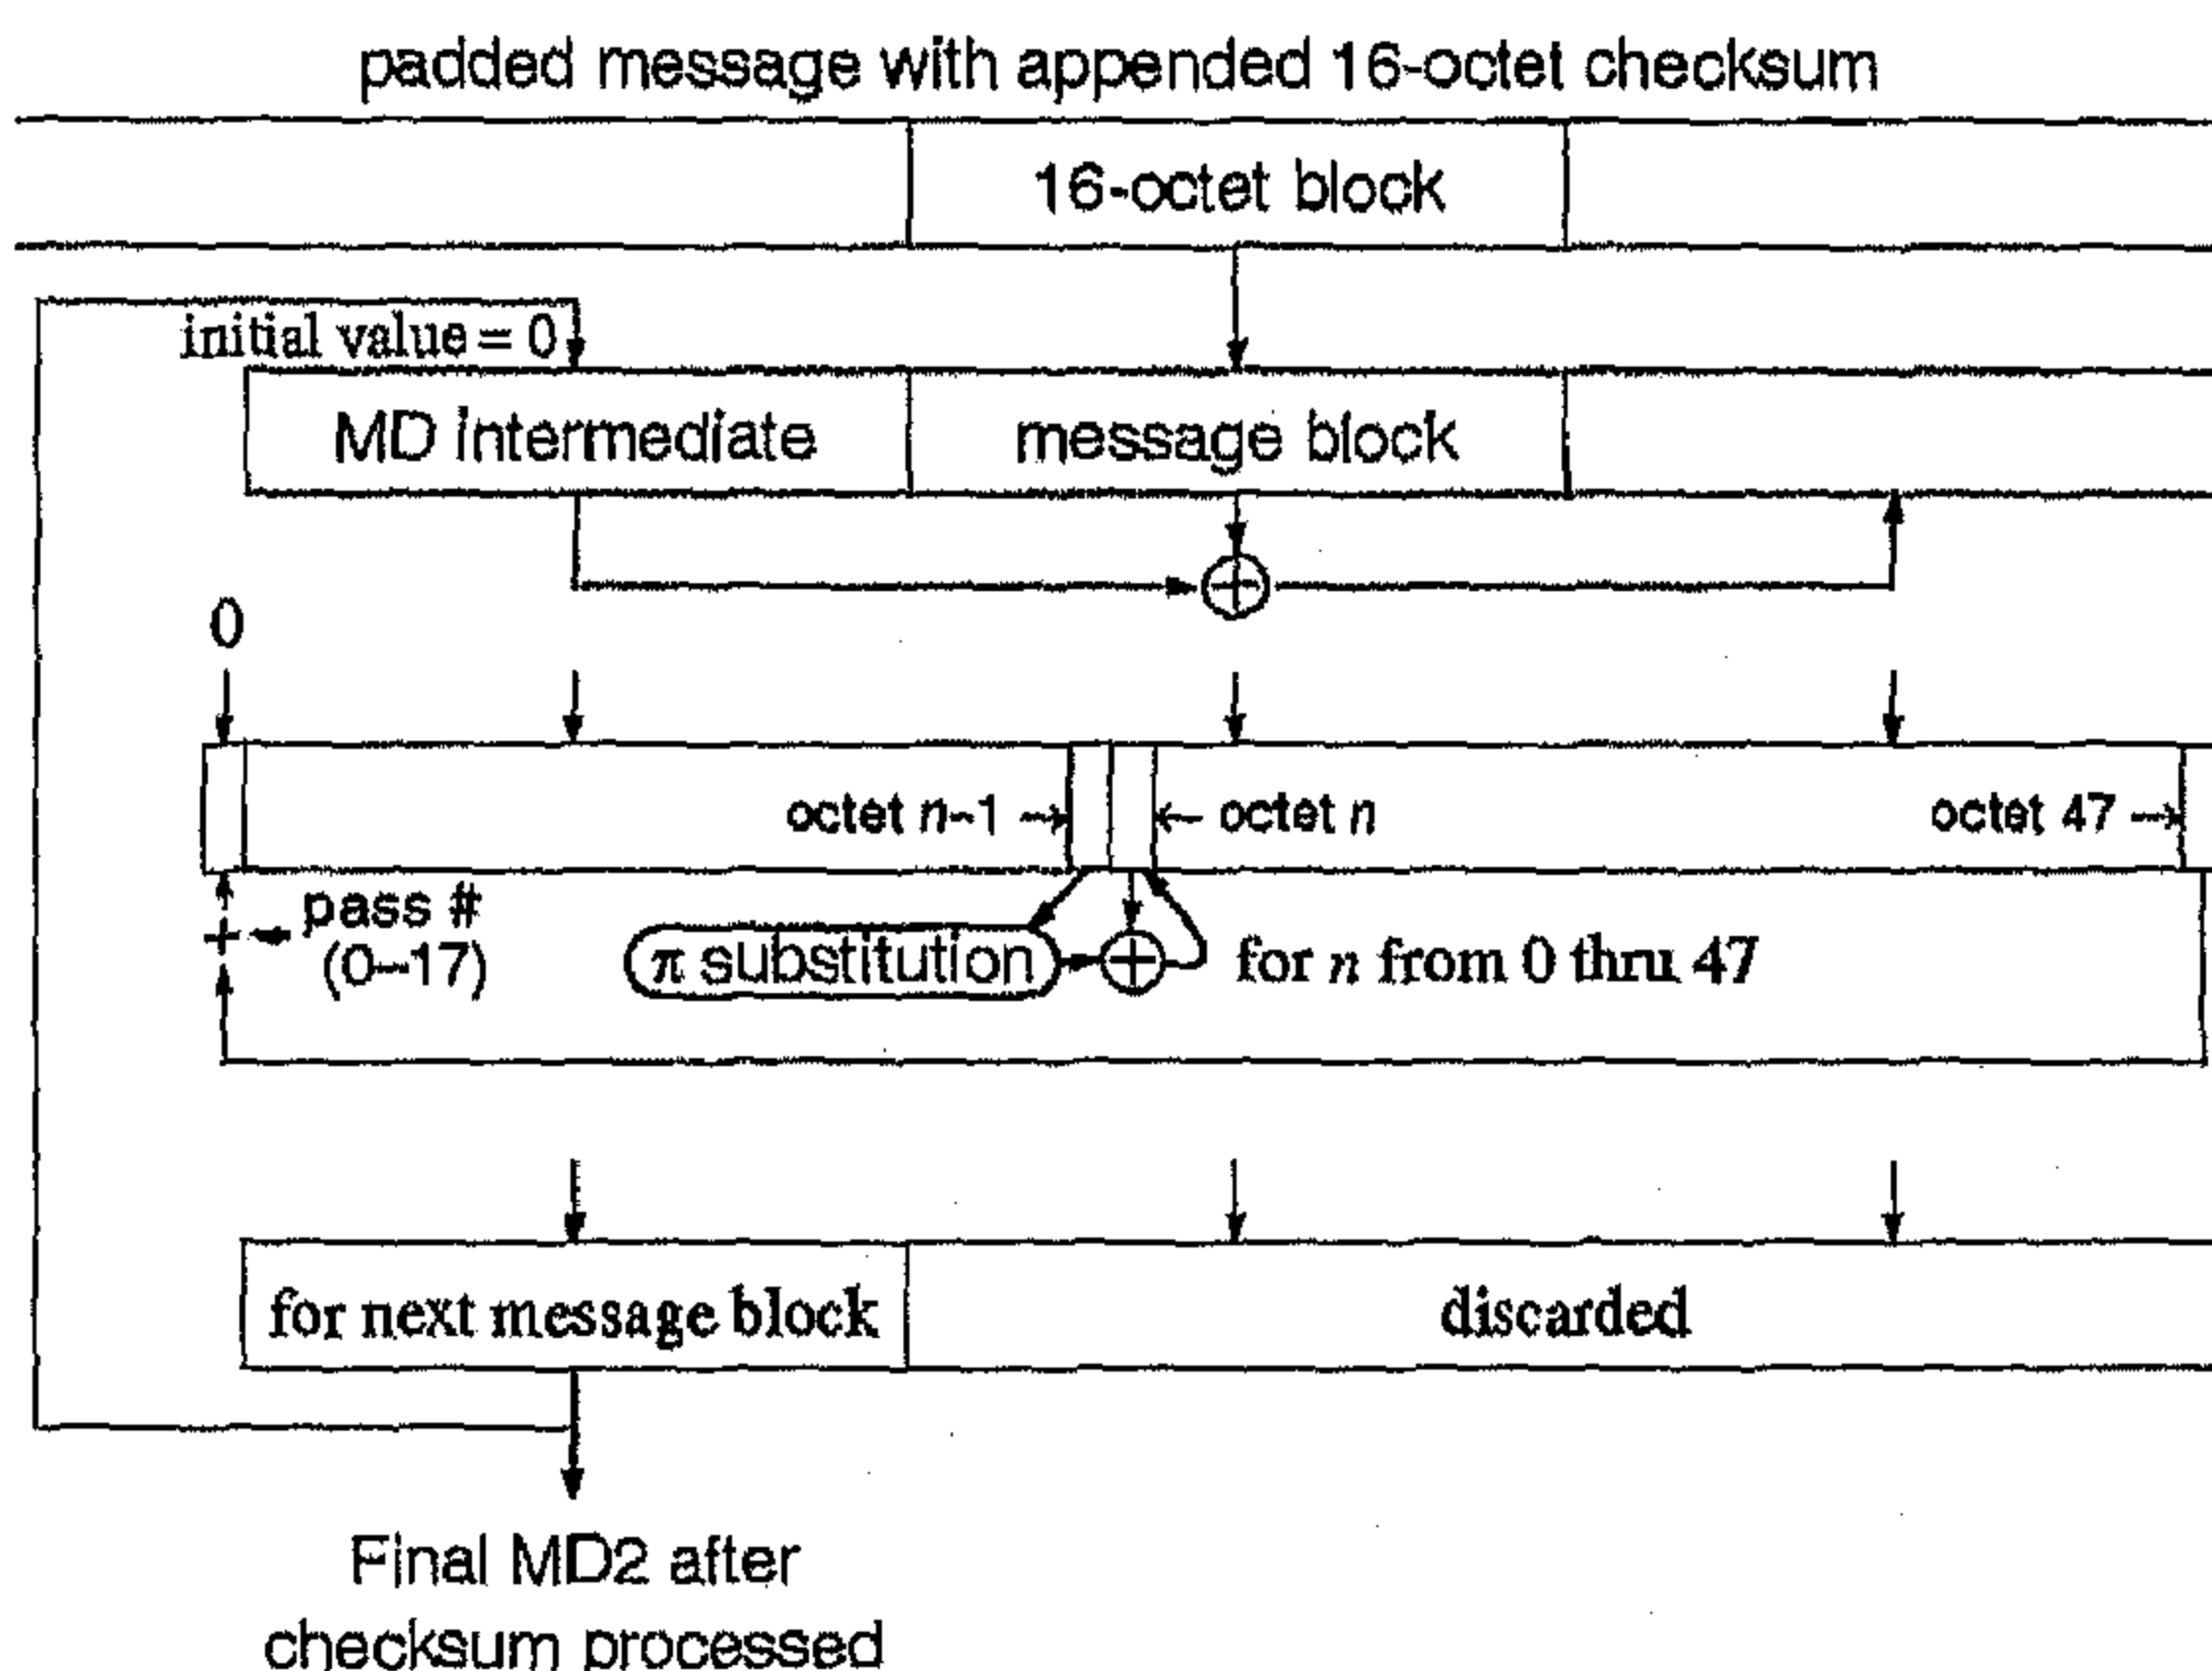 padded message with appended 16-octet checksum
16-octet block
initial value = 0
MD intermediate
message block
0
octet n-1
octet n
octet 47
pass #
(0-17)
π substitution
for n from 0 thru 47
for next message block
discarded
Final MD2 after
checksum processed